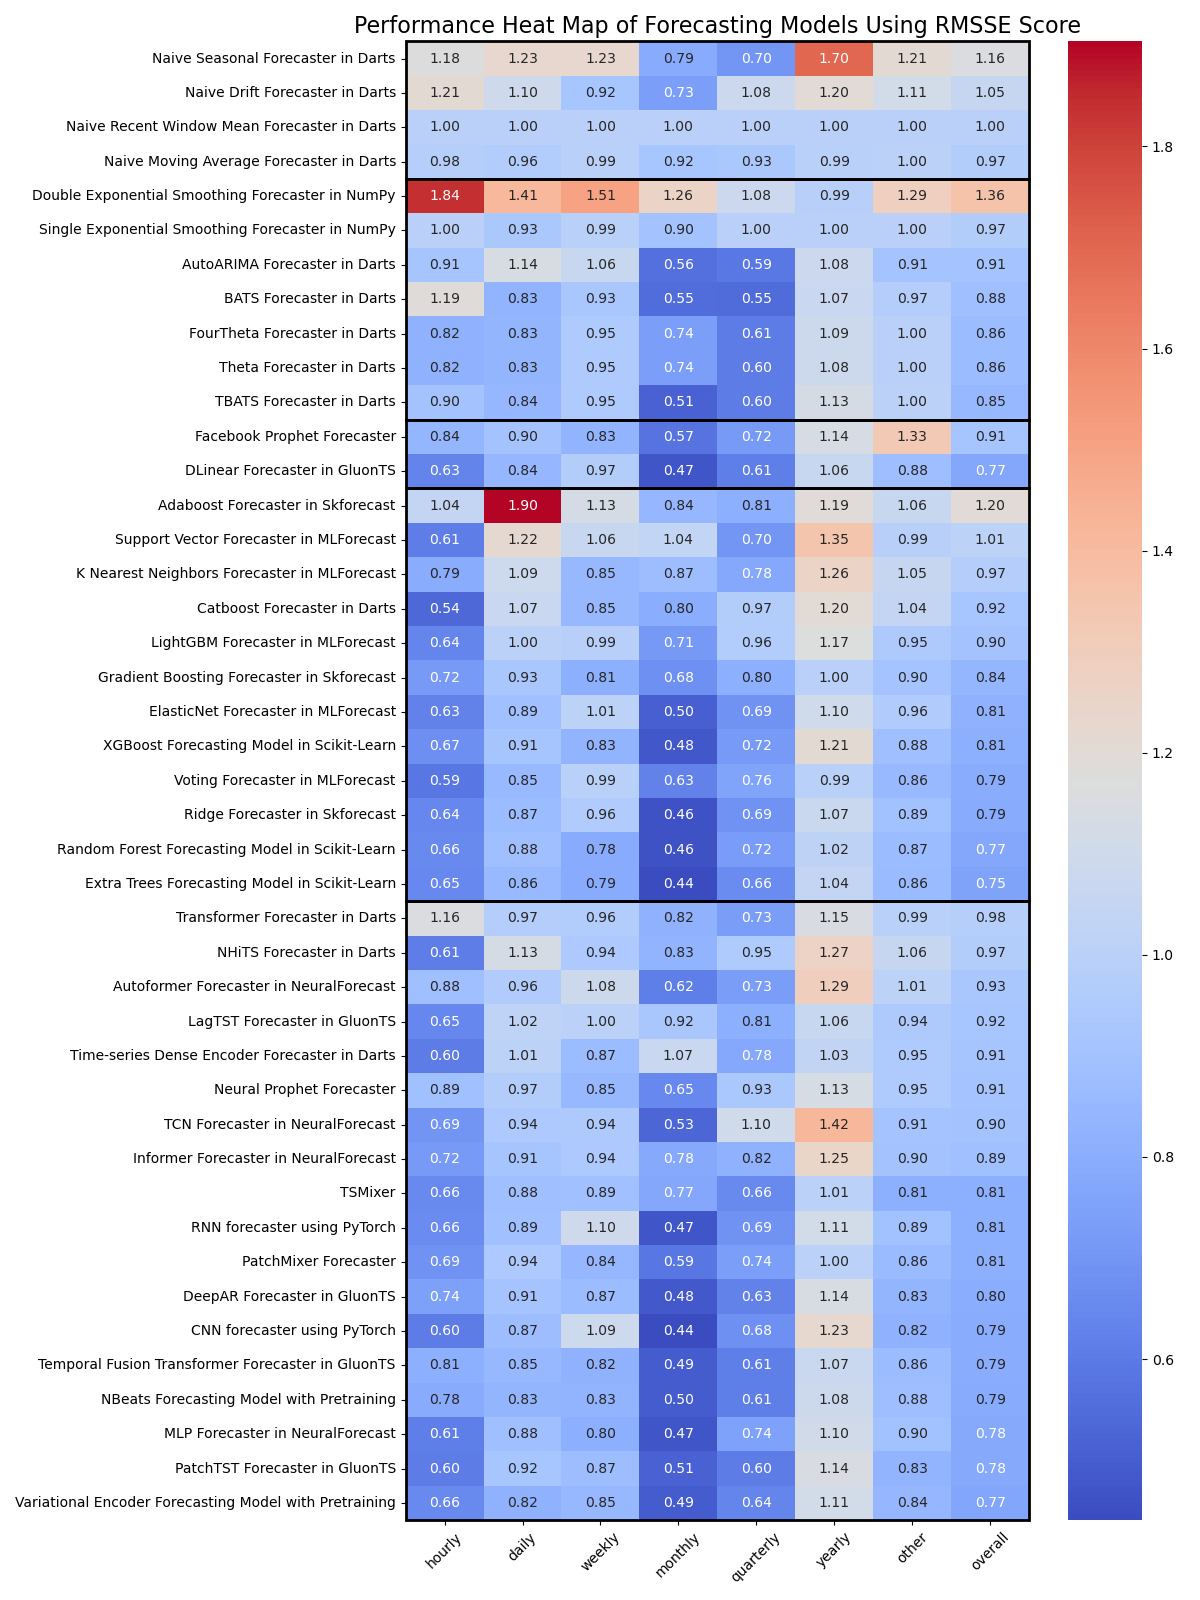 Performance Heat Map of Forecasting Models Using RMSSE Score
Naive Seasonal Forecaster in Darts 1.18 1.23 1.23 0.79 0.70 1.70 1.21 1.16
Naive Drift Forecaster in Darts 1.21 1.10 0.92 0.73 1.08 1.20 1.11 1.05
Naive Recent Window Mean Forecaster in Darts 1.00 1.00 1.00 1.00 1.00 1.00 1.00 1.00
Naive Moving Average Forecaster in Darts 0.98 0.96 0.99 0.92 0.93 0.99 1.00 0.97
Double Exponential Smoothing Forecaster in NumPy 1.84 1.41 1.51 1.26 1.08 0.99 1.29 1.36
Single Exponential Smoothing Forecaster in NumPy 1.00 0.93 0.99 0.90 1.00 1.00 1.00 0.97
AutoARIMA Forecaster in Darts 0.91 1.14 1.06 0.56 0.59 1.08 0.91 0.91
BATS Forecaster in Darts 1.19 0.83 0.93 0.55 0.55 1.07 0.97 0.88
FourTheta Forecaster in Darts 0.82 0.83 0.95 0.74 0.61 1.09 1.00 0.86
Theta Forecaster in Darts 0.82 0.83 0.95 0.74 0.60 1.08 1.00 0.86
TBATS Forecaster in Darts 0.90 0.84 0.95 0.51 0.60 1.13 1.00 0.85
Facebook Prophet Forecaster 0.84 0.90 0.83 0.57 0.72 1.14 1.33 0.91
DLinear Forecaster in GluonTS 0.63 0.84 0.97 0.47 0.61 1.06 0.88 0.77
Adaboost Forecaster in Skforecast 1.04 1.90 1.13 0.84 0.81 1.19 1.06 1.20
Support Vector Forecaster in MLForecast 0.61 1.22 1.06 1.04 0.70 1.35 0.99 1.01
K Nearest Neighbors Forecaster in MLForecast 0.79 1.09 0.85 0.87 0.78 1.26 1.05 0.97
Catboost Forecaster in Darts 0.54 1.07 0.85 0.80 0.97 1.20 1.04 0.92
LightGBM Forecaster in MLForecast 0.64 1.00 0.99 0.71 0.96 1.17 0.95 0.90
Gradient Boosting Forecaster in Skforecast 0.72 0.93 0.81 0.68 0.80 1.00 0.90 0.84
ElasticNet Forecaster in MLForecast 0.63 0.89 1.01 0.50 0.69 1.10 0.96 0.81
XGBoost Forecasting Model in Scikit-Learn 0.67 0.91 0.83 0.48 0.72 1.21 0.88 0.81
Voting Forecaster in MLForecast 0.59 0.85 0.99 0.63 0.76 0.99 0.86 0.79
Ridge Forecaster in Skforecast 0.64 0.87 0.96 0.46 0.69 1.07 0.89 0.79
Random Forest Forecasting Model in Scikit-Learn 0.66 0.88 0.78 0.46 0.72 1.02 0.87 0.77
Extra Trees Forecasting Model in Scikit-Learn 0.65 0.86 0.79 0.44 0.66 1.04 0.86 0.75
Transformer Forecaster in Darts 1.16 0.97 0.96 0.82 0.73 1.15 0.99 0.98
NHiTS Forecaster in Darts 0.61 1.13 0.94 0.83 0.95 1.27 1.06 0.97
Autoformer Forecaster in NeuralForecast 0.88 0.96 1.08 0.62 0.73 1.29 1.01 0.93
LagTST Forecaster in GluonTS 0.65 1.02 1.00 0.92 0.81 1.06 0.94 0.92
Time-series Dense Encoder Forecaster in Darts 0.60 1.01 0.87 1.07 0.78 1.03 0.95 0.91
Neural Prophet Forecaster 0.89 0.97 0.85 0.65 0.93 1.13 0.95 0.91
TCN Forecaster in NeuralForecast 0.69 0.94 0.94 0.53 1.10 1.42 0.91 0.90
Informer Forecaster in NeuralForecast 0.72 0.91 0.94 0.78 0.82 1.25 0.90 0.89
TSMixer 0.66 0.88 0.89 0.77 0.66 1.01 0.81 0.81
RNN forecaster using PyTorch 0.66 0.89 1.10 0.47 0.69 1.11 0.89 0.81
PatchMixer Forecaster 0.69 0.94 0.84 0.59 0.74 1.00 0.86 0.81
DeepAR Forecaster in GluonTS 0.74 0.91 0.87 0.48 0.63 1.14 0.83 0.80
CNN forecaster using PyTorch 0.60 0.87 1.09 0.44 0.68 1.23 0.82 0.79
Temporal Fusion Transformer Forecaster in GluonTS 0.81 0.85 0.82 0.49 0.61 1.07 0.86 0.79
NBeats Forecasting Model with Pretraining 0.78 0.83 0.83 0.50 0.61 1.08 0.88 0.79
MLP Forecaster in NeuralForecast 0.61 0.88 0.80 0.47 0.74 1.10 0.90 0.78
PatchTST Forecaster in GluonTS 0.60 0.92 0.87 0.51 0.60 1.14 0.83 0.78
Variational Encoder Forecasting Model with Pretraining 0.66 0.82 0.85 0.49 0.64 1.11 0.84 0.77
hourly daily weekly monthly quarterly yearly other overall
1.8
1.6
1.4
1.2
1.0
0.8
0.6